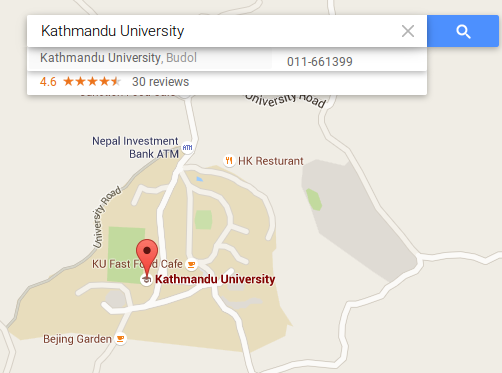 Kathmandu University
Kathmandu University, Budol
011-661399
4.6
30 reviews
University Road
Nepal Investment
Bank ATM
ATM
HK Resturant
University Road
KU Fast Food Cafe
Kathmandu University
Bejing Garden